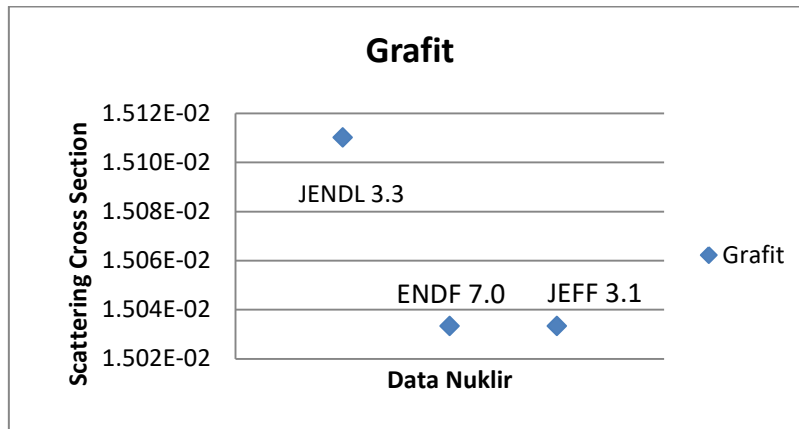 Grafit
Scattering Cross Section
1.512E-02
1.510E-02
1.508E-02
1.506E-02
1.504E-02
1.502E-02
JENDL 3.3
ENDF 7.0
JEFF 3.1
Data Nuklir
Grafit